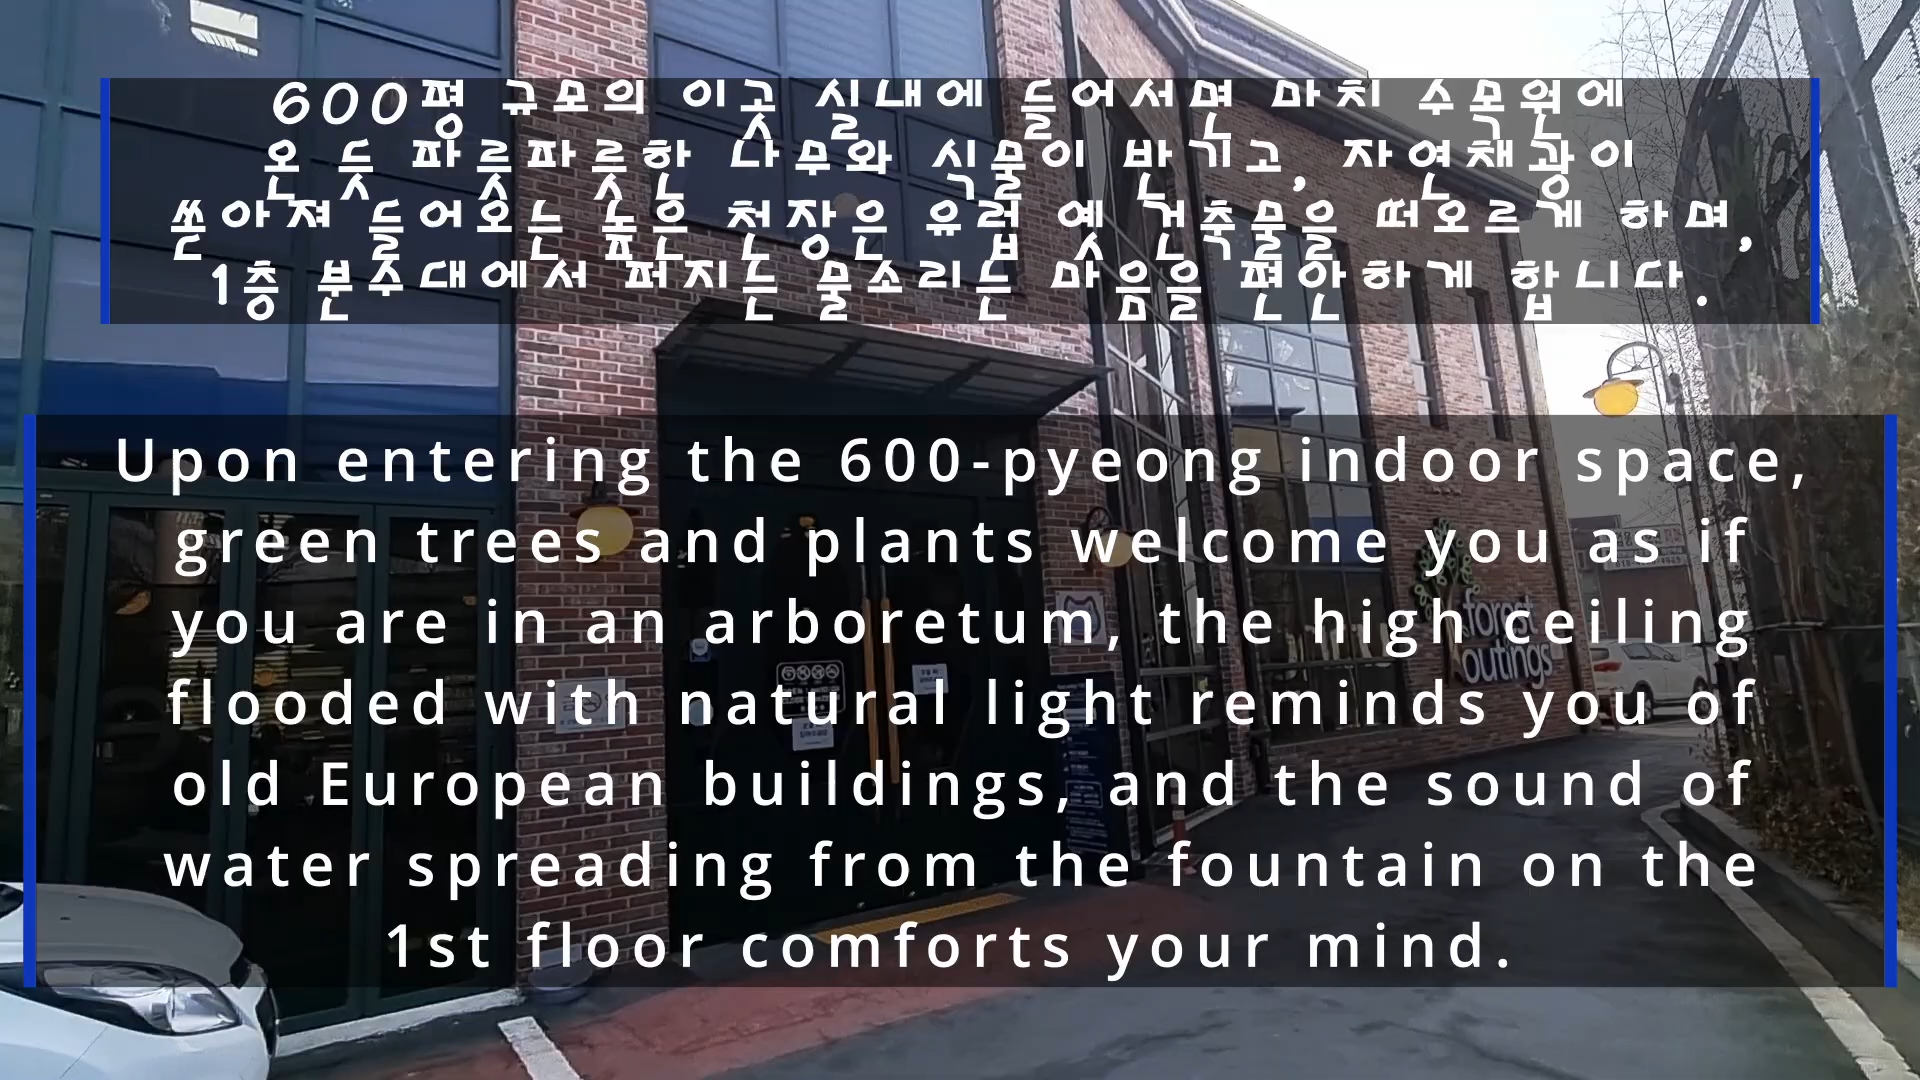 600평 규모의 이곳 실내에 들어서면 마치 수목원에
온 듯 파릇파릇한 나무와 식물이 반기고, 자연채광이
쏟아져 들어오는 높은 천장은 유럽 옛 건축물을 떠오르게 하며,
1층 분수대에서 퍼지는 물소리는 마음을 편안하게 합니다.
Upon entering the 600-pyeong indoor space,
green trees and plants welcome you as if
you are in an arboretum, the high ceiling
flooded with natural light reminds you of
old European buildings, and the sound of
water spreading from the fountain on the
1st floor comforts your mind.
forest
outings